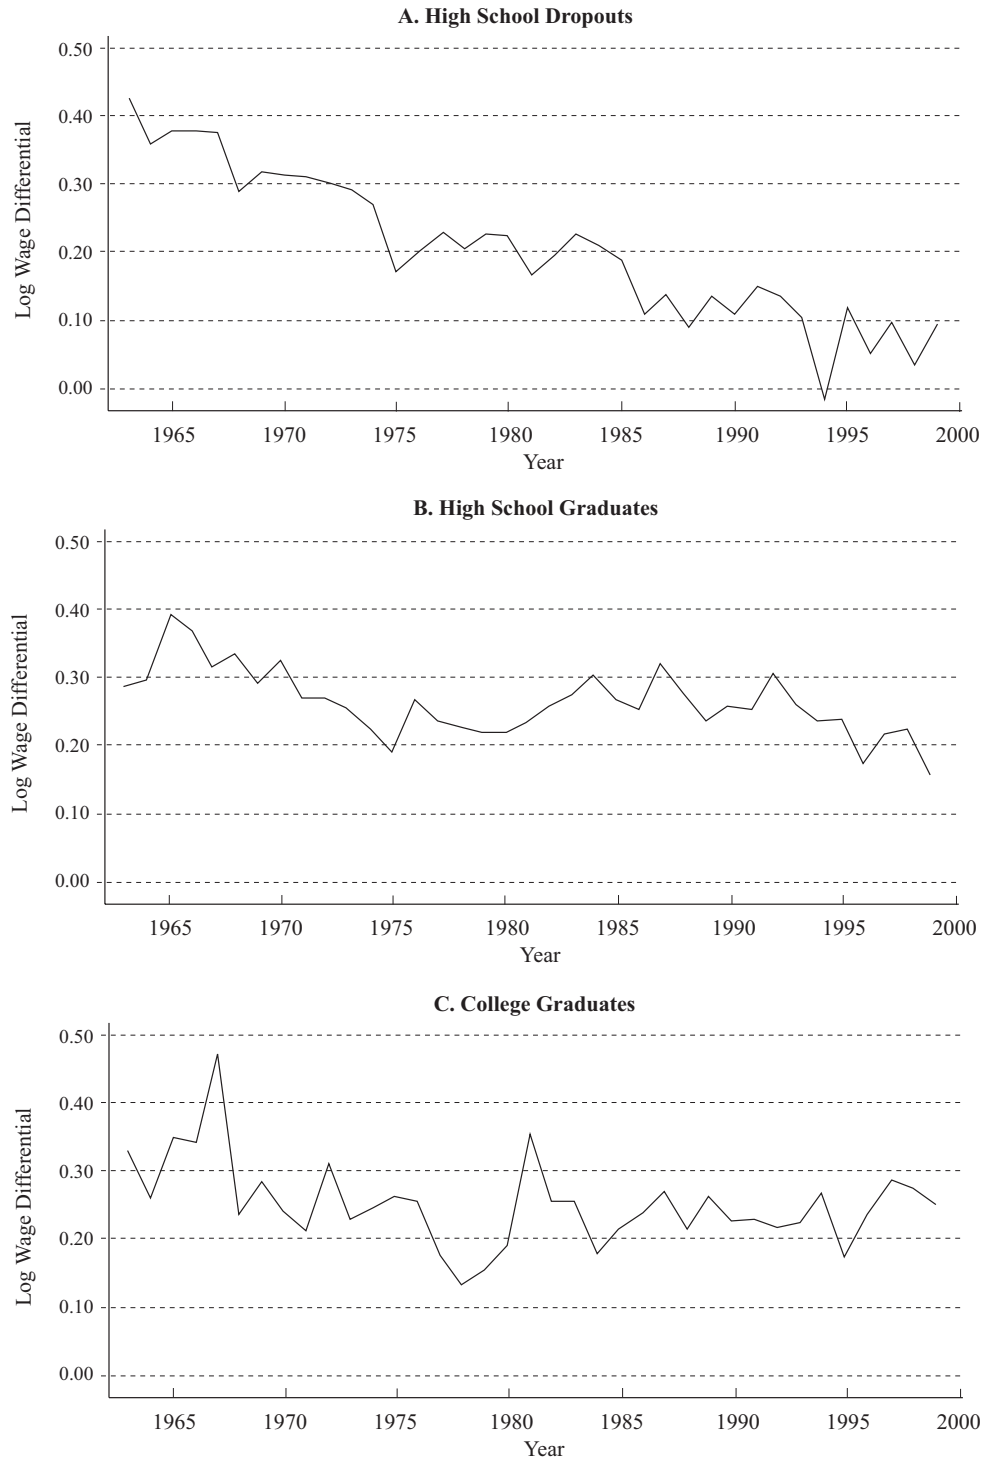 A. High School Dropouts
0.50
0.40
0.30
0.20
0.10
0.00
Log Wage Differential
1965 1970 1975 1980 1985 1990 1995 2000
Year
B. High School Graduates
0.50
0.40
0.30
0.20
0.10
0.00
Log Wage Differential
1965 1970 1975 1980 1985 1990 1995 2000
Year
C. College Graduates
0.50
0.40
0.30
0.20
0.10
0.00
Log Wage Differential
1965 1970 1975 1980 1985 1990 1995 2000
Year